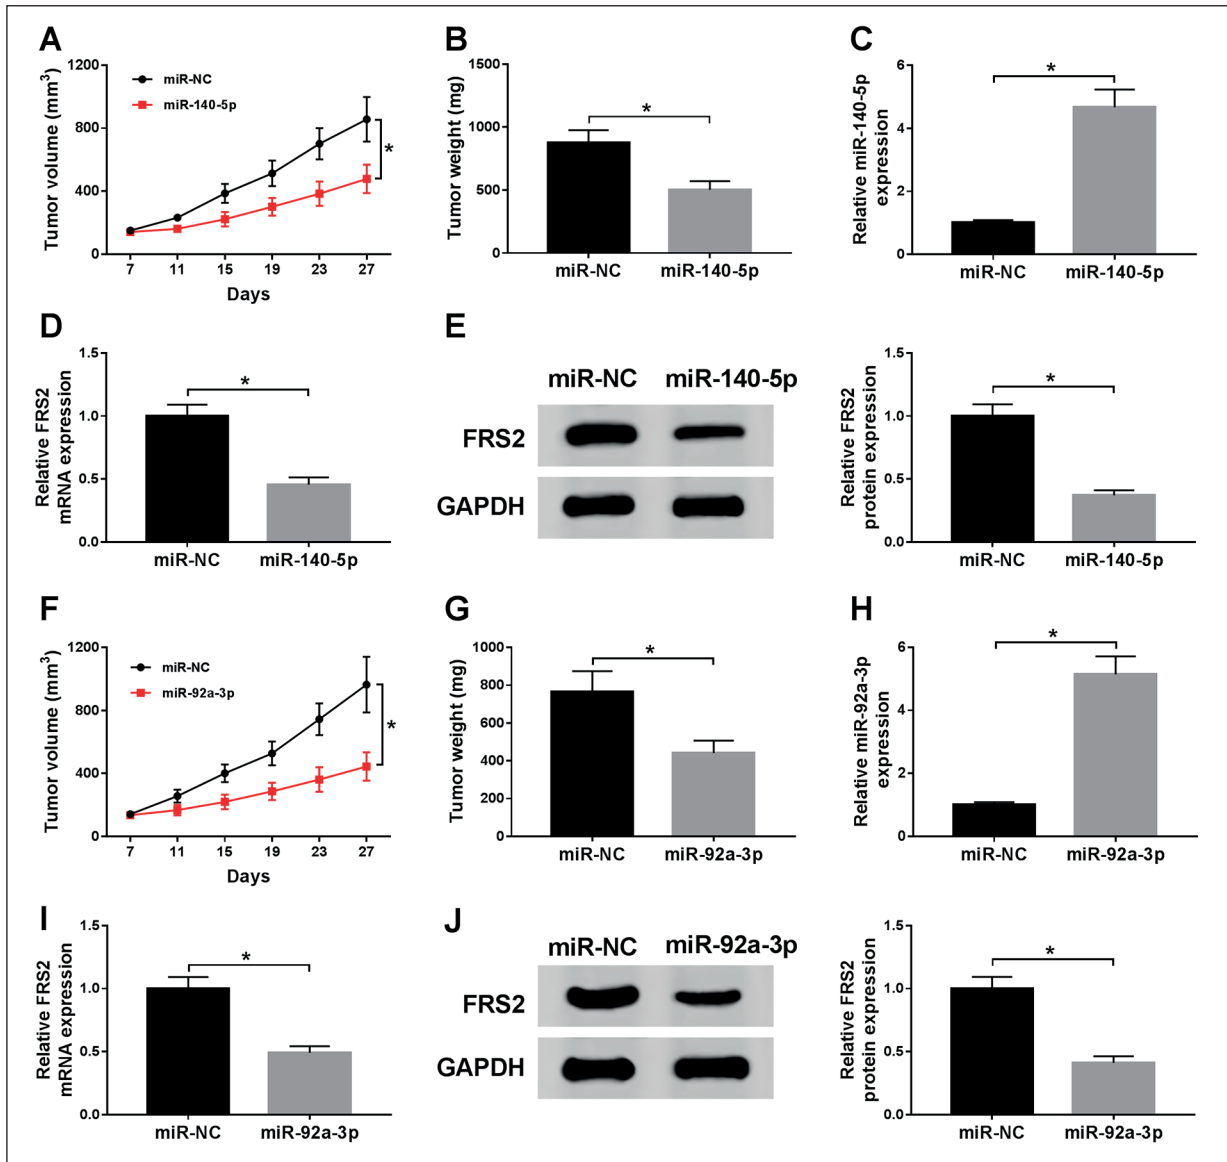 A
Tumor volume (mm³)
1200
800
400
0
miR-NC
miR-140-5p
*
7 11 15 19 23 27
Days
B
Tumor weight (mg)
1500
1000
500
0
*
miR-NC miR-140-5p
C
Relative miR-140-5p
expression
6
4
2
0
*
miR-NC miR-140-5p
D
Relative FRS2
mRNA expression
1.5
1.0
0.5
0.0
*
miR-NC miR-140-5p
E
miR-NC miR-140-5p
FRS2
GAPDH
Relative FRS2
protein expression
1.5
1.0
0.5
0.0
*
miR-NC miR-140-5p
F
Tumor volume (mm³)
1200
800
400
0
miR-NC
miR-92a-3p
*
7 11 15 19 23 27
Days
G
Tumor weight (mg)
1000
800
600
400
200
0
*
miR-NC miR-92a-3p
H
Relative miR-92a-3p
expression
6
4
2
0
*
miR-NC miR-92a-3p
I
Relative FRS2
mRNA expression
1.5
1.0
0.5
0.0
*
miR-NC miR-92a-3p
J
miR-NC miR-92a-3p
FRS2
GAPDH
Relative FRS2
protein expression
1.5
1.0
0.5
0.0
*
miR-NC miR-92a-3p